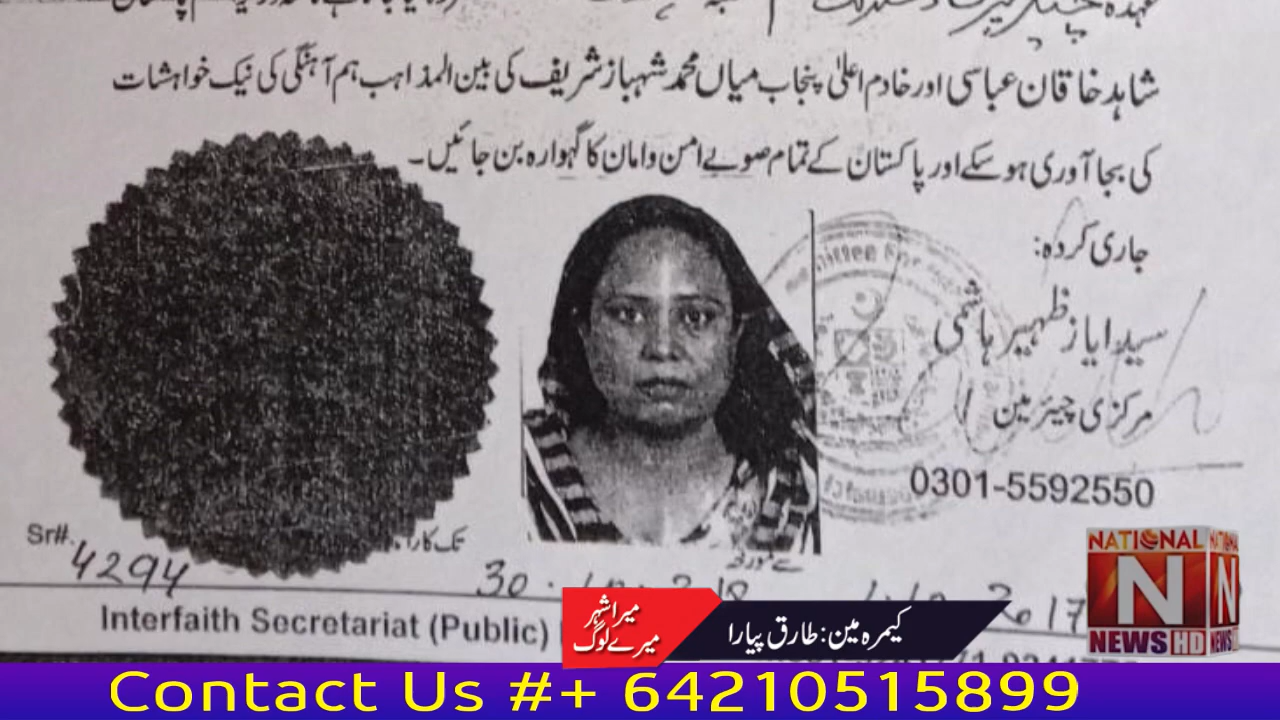 شاہد خاقان عباسی اور خادم اعلیٰ پنجاب میاں محمد شہباز شریف کی بین المذاہب ہم آہنگی کی نیک خواہشات
کی بجا آوری ہو سکے اور پاکستان کے تمام صوبے امن و امان کا گہوارہ بن جائیں۔
جاری کردہ:
سید ایاز ظہیر ہاشمی
مرکزی چیئرمین
0301-5592550
Sr#. 4294
Interfaith Secretariat (Public)
میرا شہر
میرے لوگ
کیمرہ مین: طارق پیارا
NATIONAL
N
NEWS HD
Contact Us #+ 64210515899